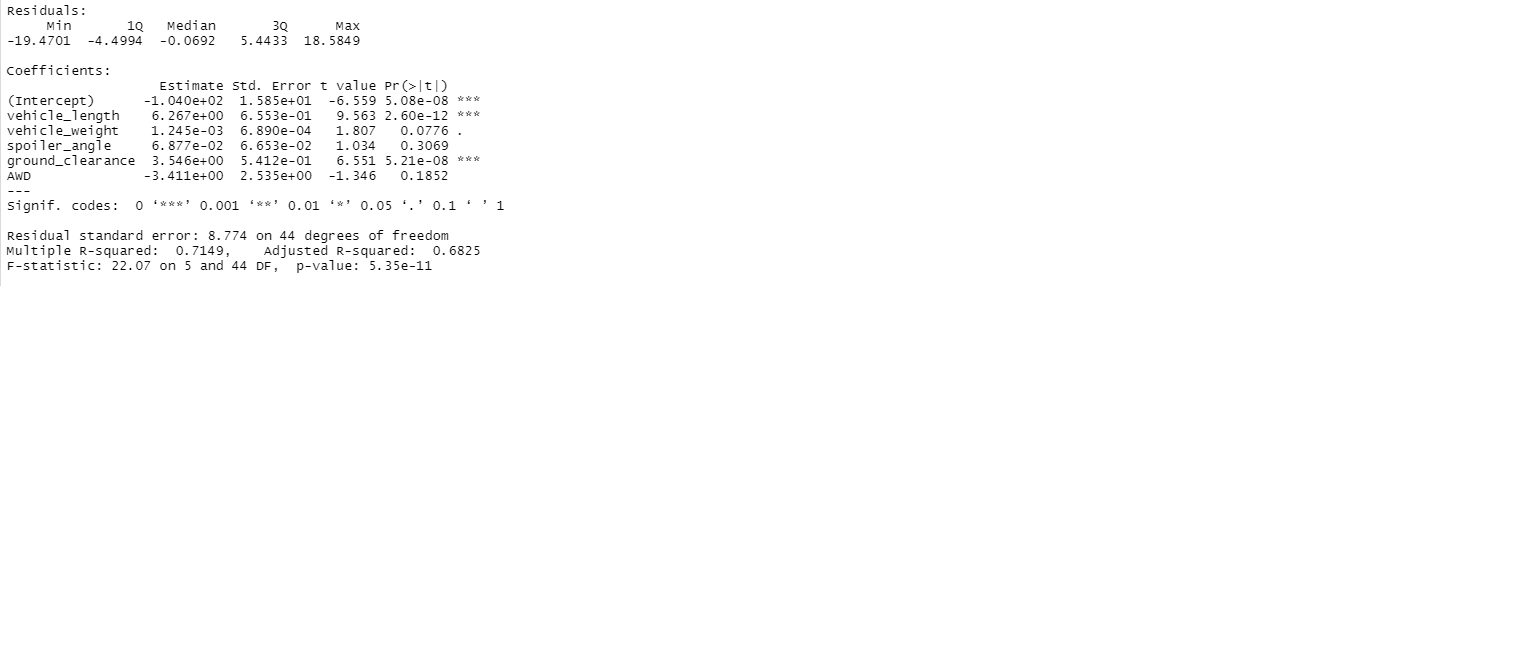 Residuals:
     Min       1Q   Median       3Q      Max
-19.4701  -4.4994  -0.0692   5.4433  18.5849

Coefficients:
                   Estimate Std. Error t value Pr(>|t|)
(Intercept)      -1.040e+02  1.585e+01  -6.559 5.08e-08 ***
vehicle_length    6.267e+00  6.553e-01   9.563 2.60e-12 ***
vehicle_weight    1.245e-03  6.890e-04   1.807   0.0776 .
spoiler_angle     6.877e-02  6.653e-02   1.034   0.3069
ground_clearance  3.546e+00  5.412e-01   6.551 5.21e-08 ***
AWD              -3.411e+00  2.535e+00  -1.346   0.1852
---
Signif. codes:  0 ‘***’ 0.001 ‘**’ 0.01 ‘*’ 0.05 ‘.’ 0.1 ‘ ’ 1

Residual standard error: 8.774 on 44 degrees of freedom
Multiple R-squared:  0.7149,    Adjusted R-squared:  0.6825
F-statistic: 22.07 on 5 and 44 DF,  p-value: 5.35e-11